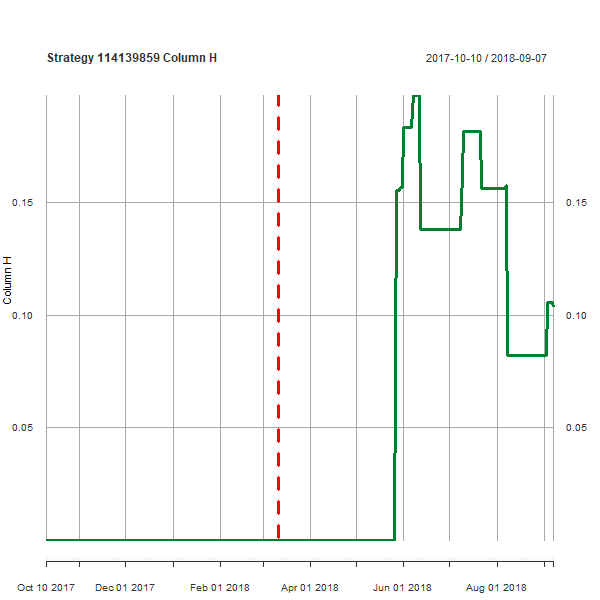 Strategy 114139859 Column H
2017-10-10 / 2018-09-07
0.15
0.15
0.10
0.10
0.05
0.05
Column H
Oct 10 2017
Dec 01 2017
Feb 01 2018
Apr 01 2018
Jun 01 2018
Aug 01 2018